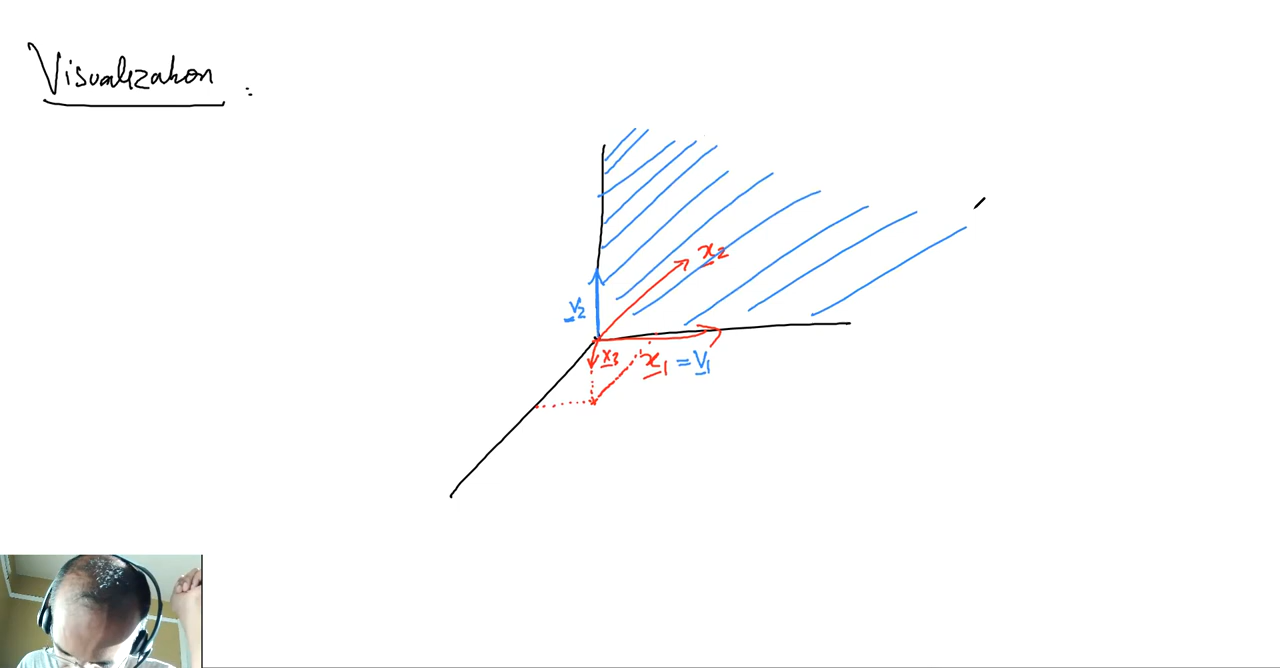 Visualization :
x2
v2
x3
x1 = v1